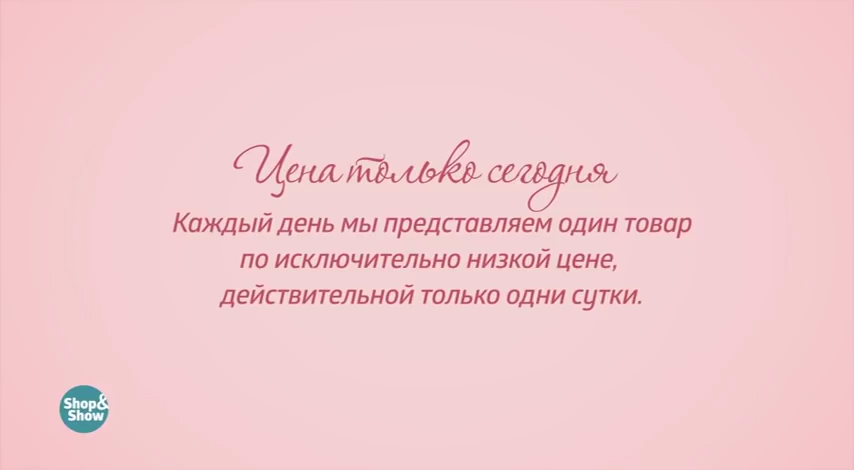 Цена только сегодня
Каждый день мы представляем один товар
по исключительно низкой цене,
действительной только одни сутки.
Shop&
Show